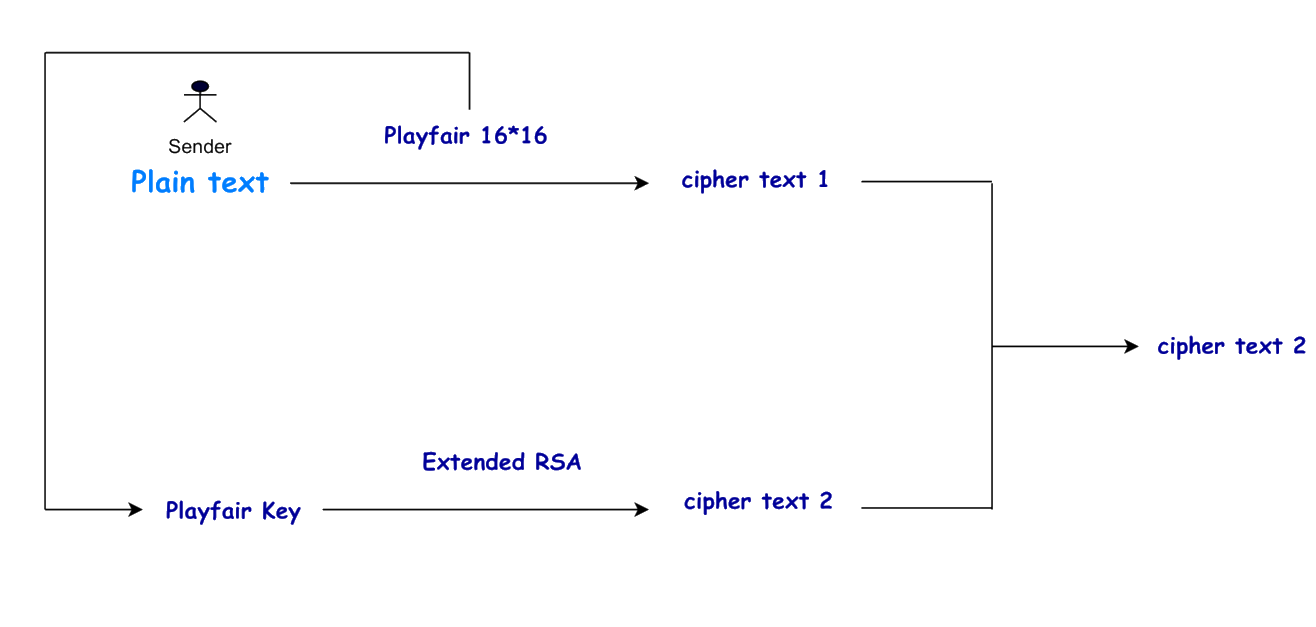 Sender
Playfair 16*16
Plain text
cipher text 1
cipher text 2
Extended RSA
Playfair Key
cipher text 2